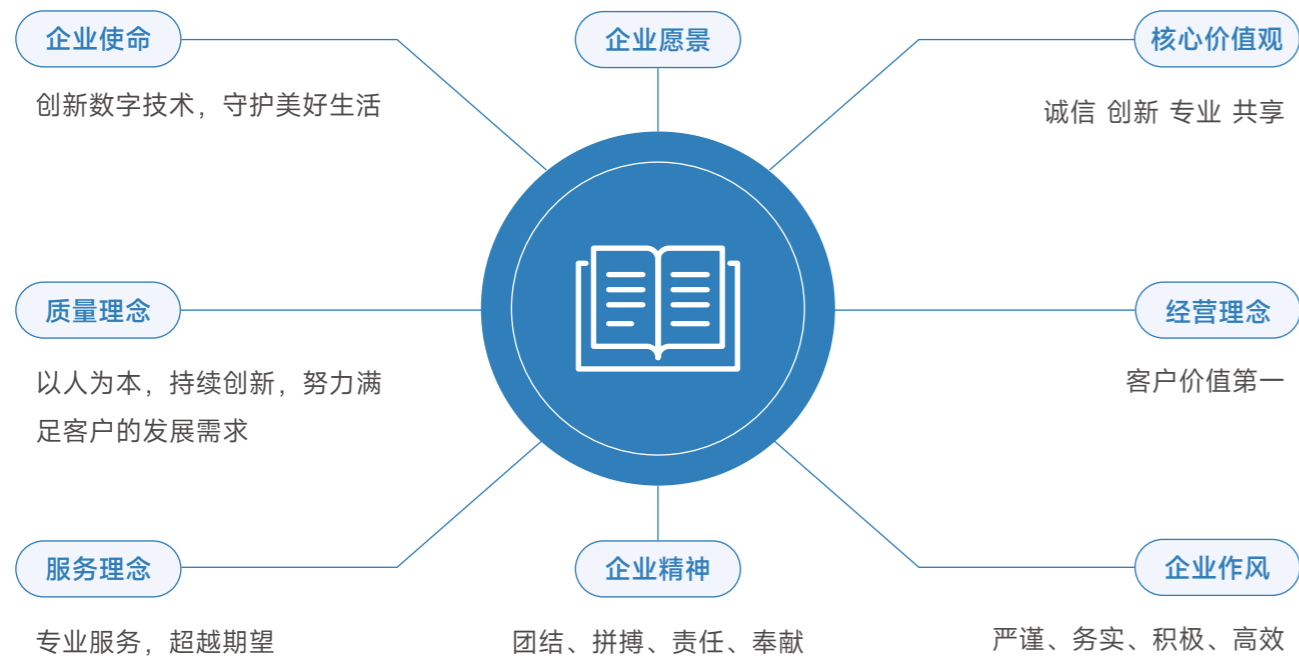 企业使命
创新数字技术，守护美好生活
企业愿景
核心价值观
诚信 创新 专业 共享
质量理念
以人为本，持续创新，努力满
足客户的发展需求
经营理念
客户价值第一
服务理念
专业服务，超越期望
企业精神
团结、拼搏、责任、奉献
企业作风
严谨、务实、积极、高效